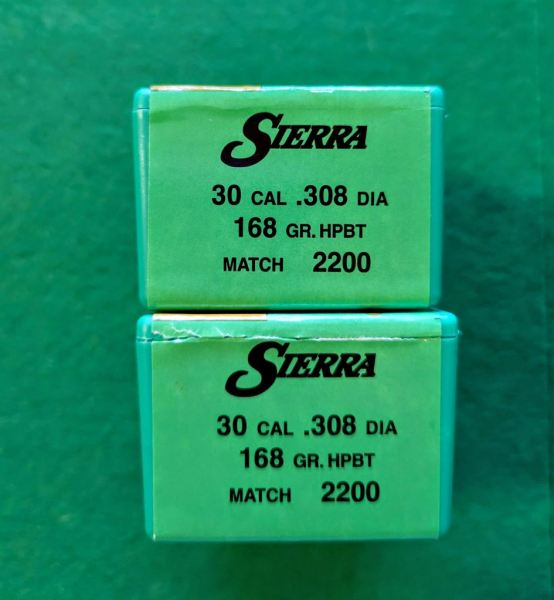 SIERRA
30 CAL .308 DIA
168 GR. HPBT
MATCH 2200
SIERRA
30 CAL .308 DIA
168 GR. HPBT
MATCH 2200